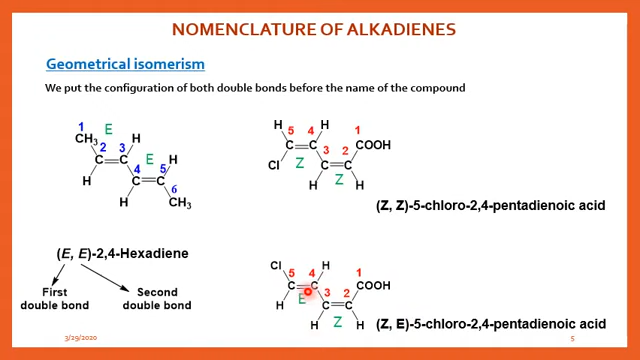 NOMENCLATURE OF ALKADIENES
Geometrical isomerism
We put the configuration of both double bonds before the name of the compound
1
CH3
E
2
3
H
C
C
E
H
4
5
H
C
C
6
H
CH3
(E, E)-2,4-Hexadiene
First
double bond
Second
double bond
H
H
5
4
1
C
C
3
2
COOH
Cl
Z
C
C
H
Z
H
(Z, Z)-5-chloro-2,4-pentadienoic acid
Cl
H
5
4
1
C
C
3
2
COOH
H
E
C
C
H
Z
H
(Z, E)-5-chloro-2,4-pentadienoic acid
3/29/2020
5